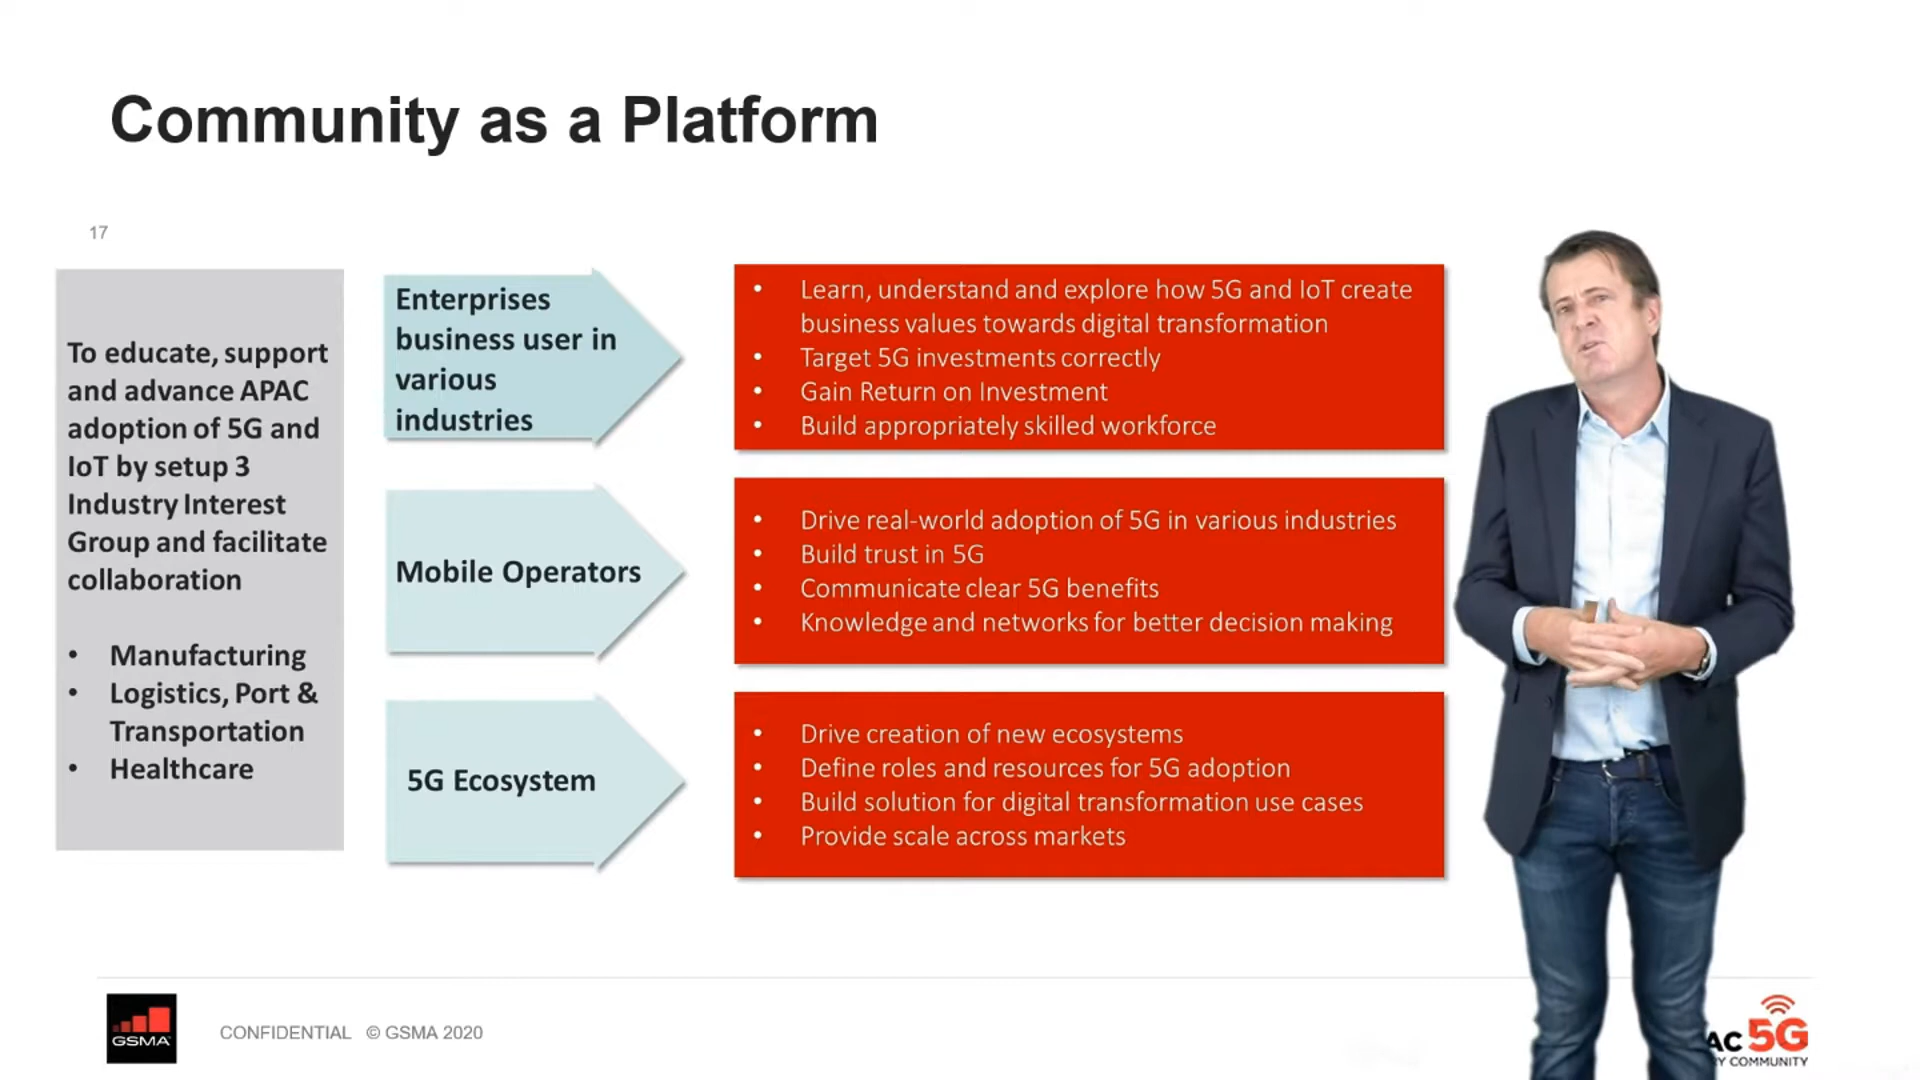 Community as a Platform
17
To educate, support
and advance APAC
adoption of 5G and
IoT by setup 3
Industry Interest
Group and facilitate
collaboration
• Manufacturing
• Logistics, Port &
Transportation
• Healthcare
Enterprises
business user in
various
industries
• Learn, understand and explore how 5G and IoT create
business values towards digital transformation
• Target 5G investments correctly
• Gain Return on Investment
• Build appropriately skilled workforce
Mobile Operators
• Drive real-world adoption of 5G in various industries
• Build trust in 5G
• Communicate clear 5G benefits
• Knowledge and networks for better decision making
5G Ecosystem
• Drive creation of new ecosystems
• Define roles and resources for 5G adoption
• Build solution for digital transformation use cases
• Provide scale across markets
GSMA
CONFIDENTIAL © GSMA 2020
AC 5G
Y COMMUNITY